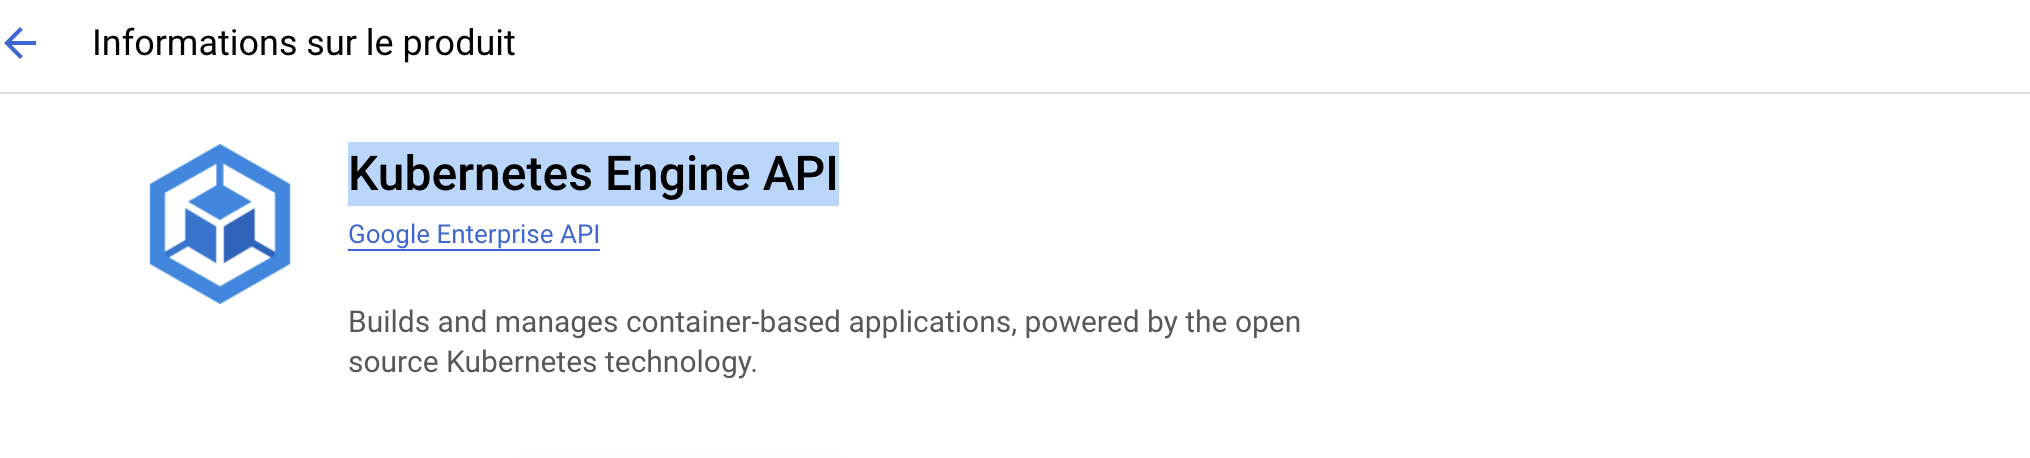 Informations sur le produit
Kubernetes Engine API
Google Enterprise API
Builds and manages container-based applications, powered by the open
source Kubernetes technology.